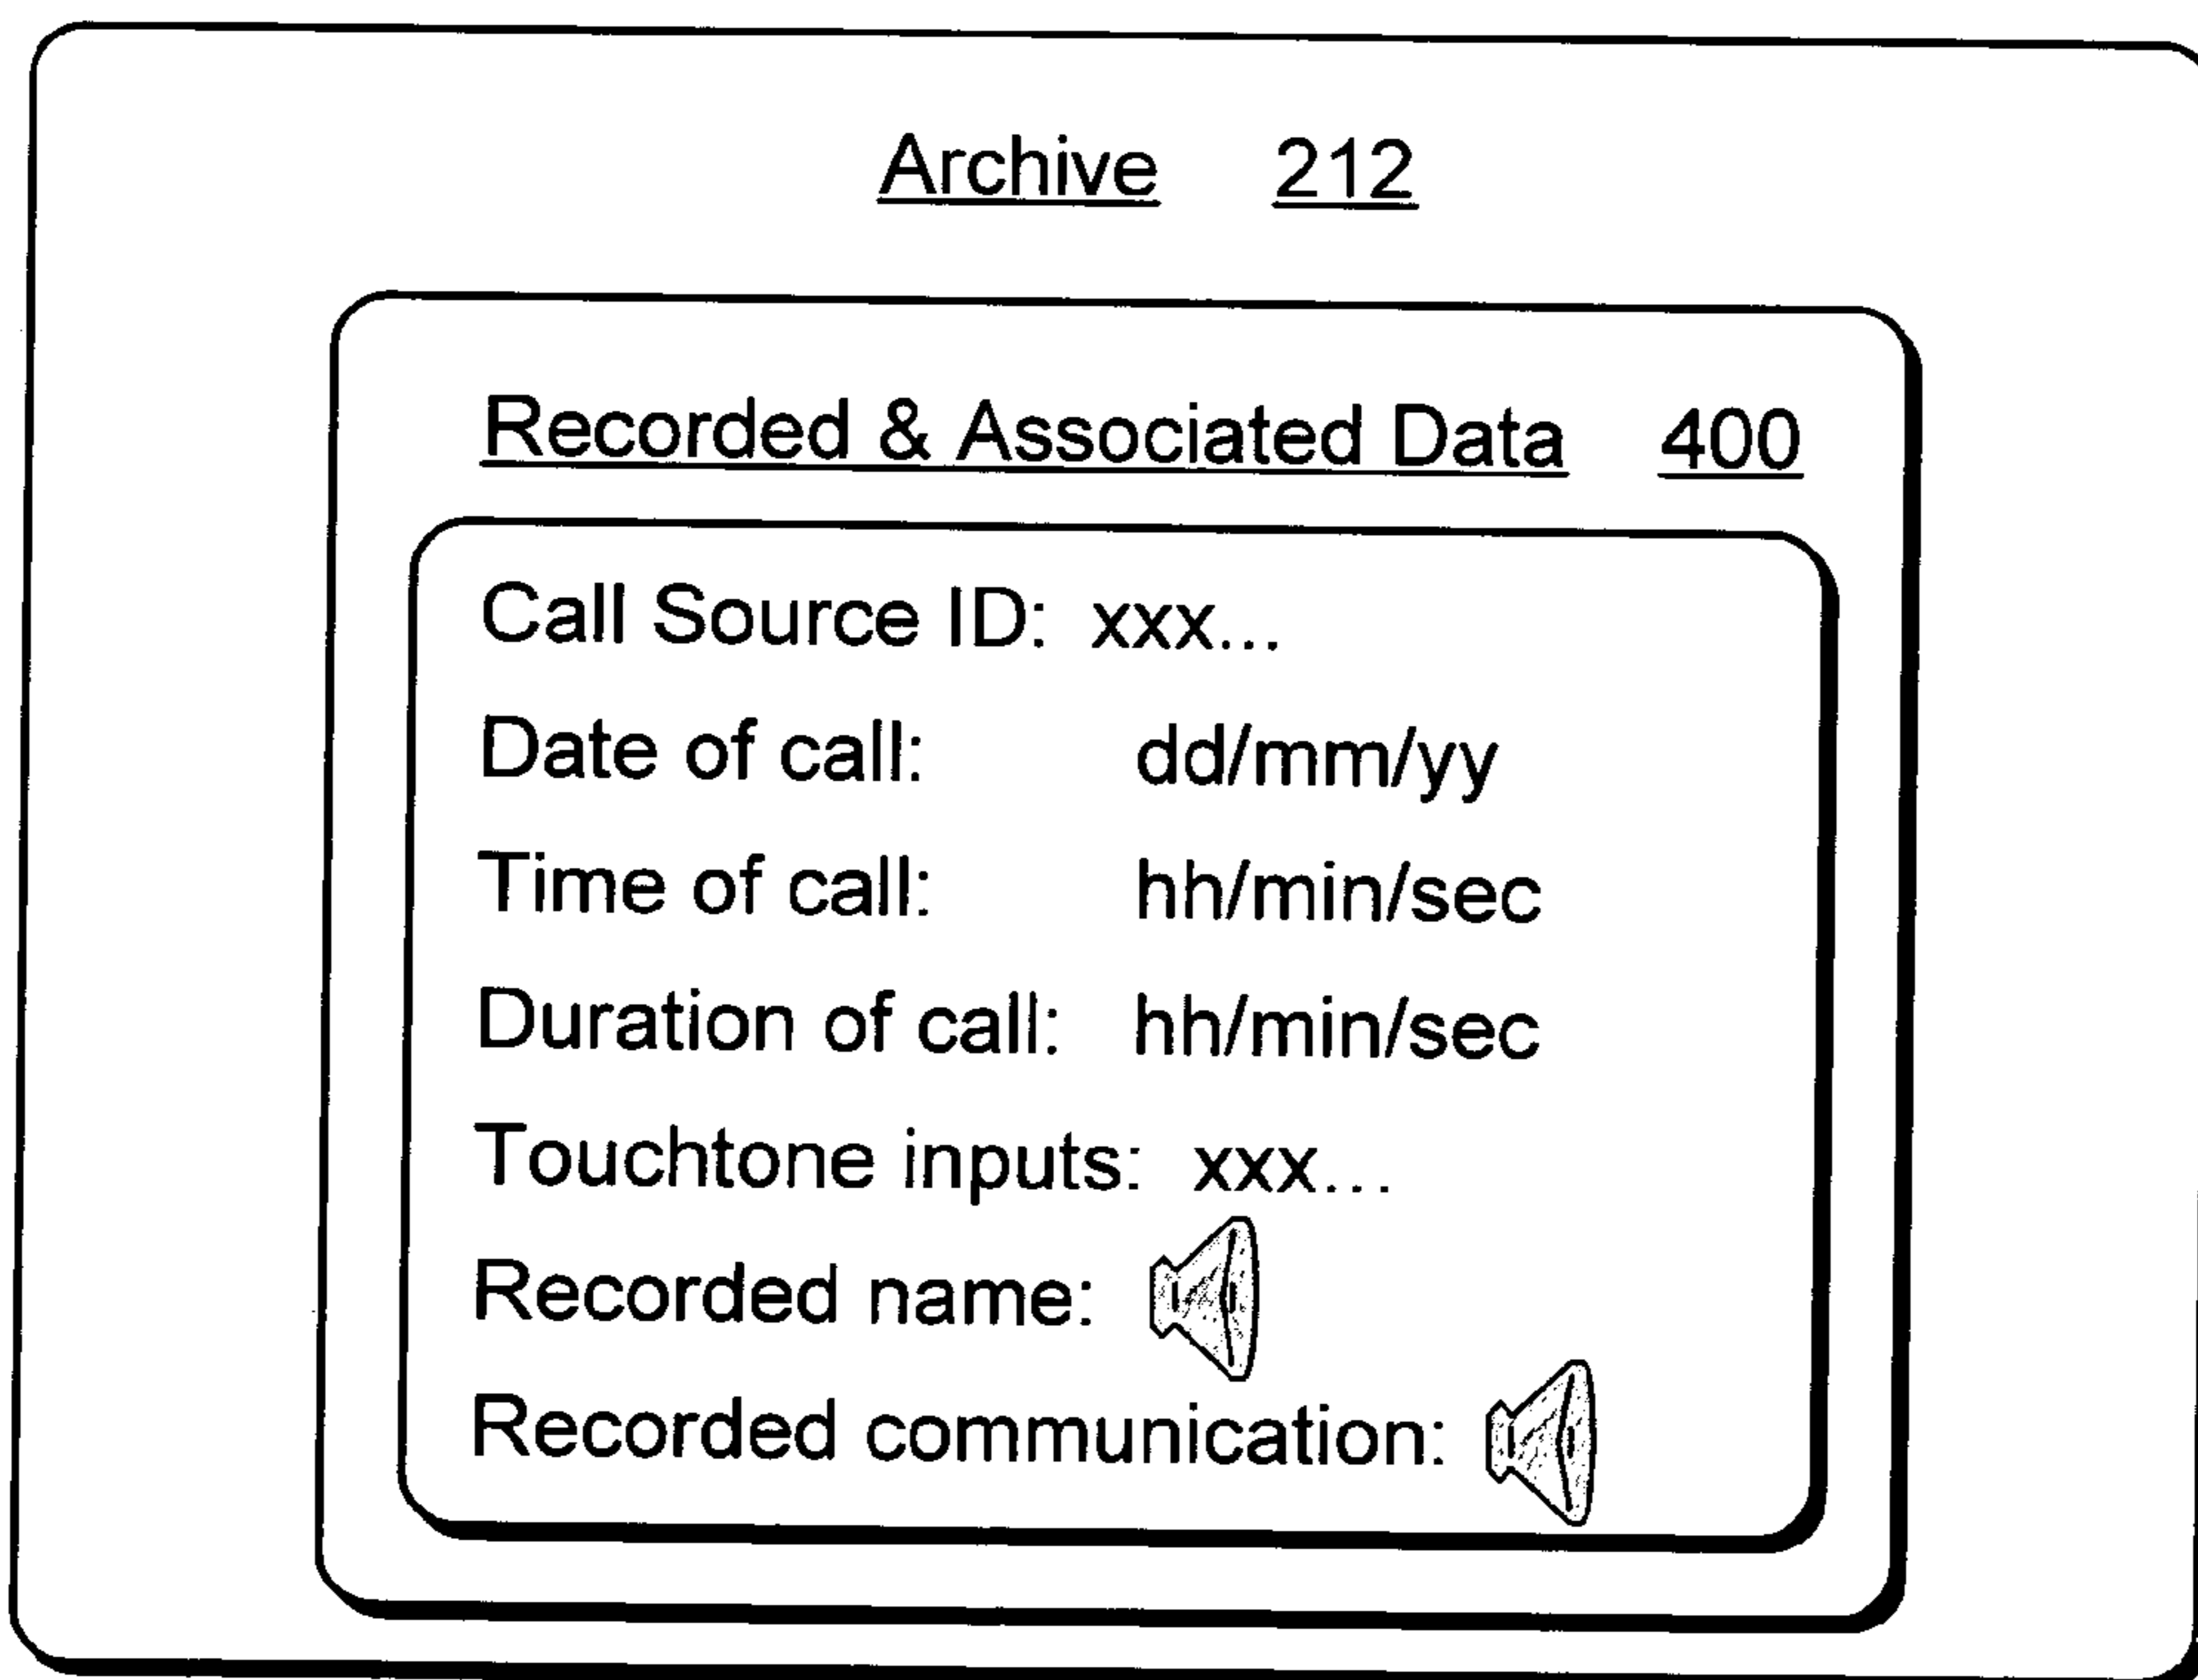 Archive 212
Recorded & Associated Data 400
Call Source ID: xxx...
Date of call: dd/mm/yy
Time of call: hh/min/sec
Duration of call: hh/min/sec
Touchtone inputs: xxx...
Recorded name:
Recorded communication: